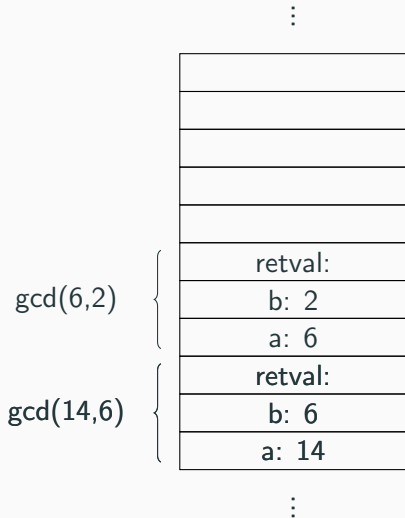 ⋮
retval:
gcd(6,2)
b: 2
a: 6
retval:
gcd(14,6)
b: 6
a: 14
⋮